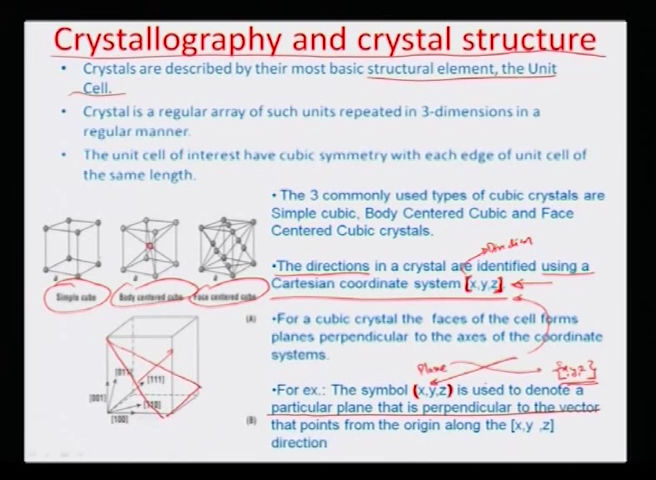 Crystallography and crystal structure
• Crystals are described by their most basic structural element, the Unit
Cell.
• Crystal is a regular array of such units repeated in 3-dimensions in a
regular manner.
• The unit cell of interest have cubic symmetry with each edge of unit cell of
the same length.
• The 3 commonly used types of cubic crystals are
Simple cubic, Body Centered Cubic and Face
Centered Cubic crystals.
Direction
• The directions in a crystal are identified using a
Cartesian coordinate system [x,y,z]
a
a
a
Simple cube
Body centered cube
Face centered cube
(A)
• For a cubic crystal the faces of the cell forms
planes perpendicular to the axes of the coordinate
systems.
Plane
{x,y,z}
[011]
[111]
[001]
[110]
[100]
(B)
• For ex.: The symbol (x,y,z) is used to denote a
particular plane that is perpendicular to the vector
that points from the origin along the [x,y ,z]
direction